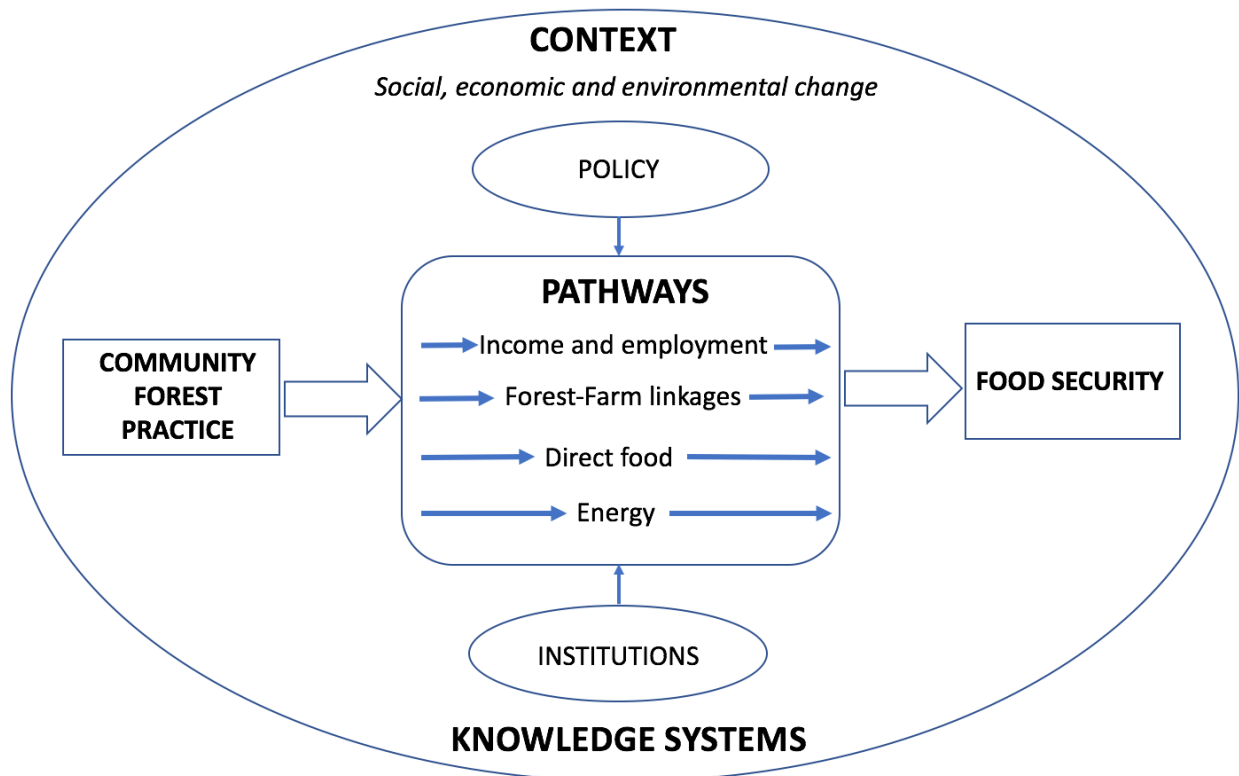 CONTEXT
Social, economic and environmental change
POLICY
PATHWAYS
Income and employment
Forest-Farm linkages
Direct food
Energy
COMMUNITY
FOREST
PRACTICE
FOOD SECURITY
INSTITUTIONS
KNOWLEDGE SYSTEMS